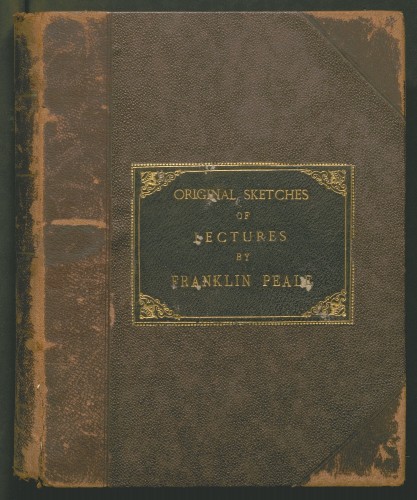 ORIGINAL SKETCHES
OF
LECTURES
BY
FRANKLIN PEALE